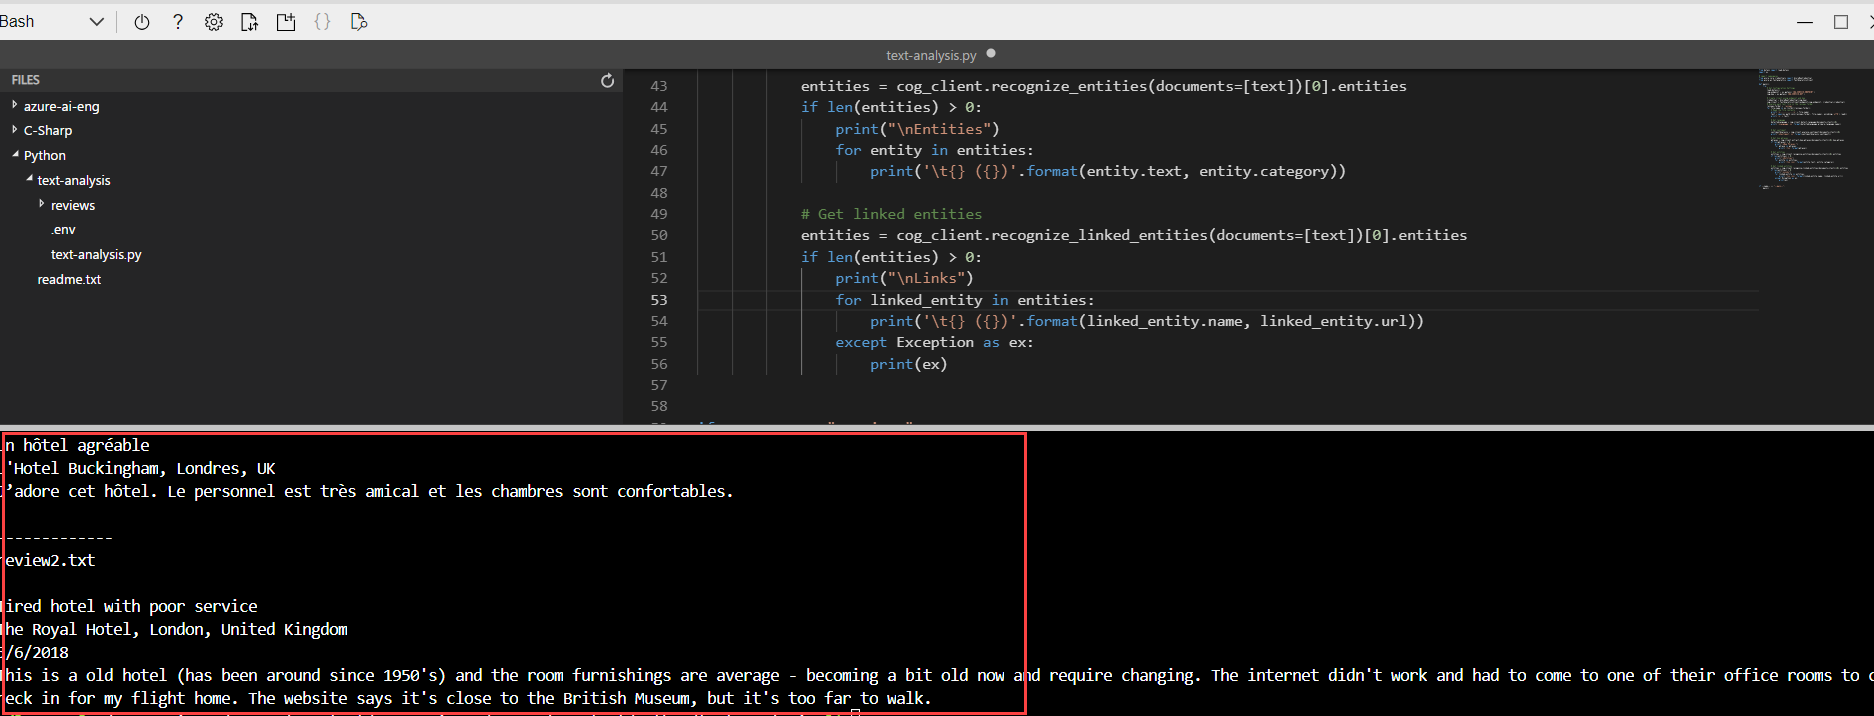 Bash
text-analysis.py
FILES
azure-ai-eng
C-Sharp
Python
text-analysis
reviews
.env
text-analysis.py
readme.txt
43 entities = cog_client.recognize_entities(documents=[text])[0].entities
44 if len(entities) > 0:
45 print("\nEntities")
46 for entity in entities:
47 print('\t{} ({})'.format(entity.text, entity.category))
48
49 # Get linked entities
50 entities = cog_client.recognize_linked_entities(documents=[text])[0].entities
51 if len(entities) > 0:
52 print("\nLinks")
53 for linked_entity in entities:
54 print('\t{} ({})'.format(linked_entity.name, linked_entity.url))
55 except Exception as ex:
56 print(ex)
57
58
n hôtel agréable
'Hotel Buckingham, Londres, UK
’adore cet hôtel. Le personnel est très amical et les chambres sont confortables.
------------
eview2.txt
ired hotel with poor service
he Royal Hotel, London, United Kingdom
/6/2018
This is a old hotel (has been around since 1950's) and the room furnishings are average - becoming a bit old now and require changing. The internet didn't work and had to come to one of their office rooms to c
eck in for my flight home. The website says it's close to the British Museum, but it's too far to walk.